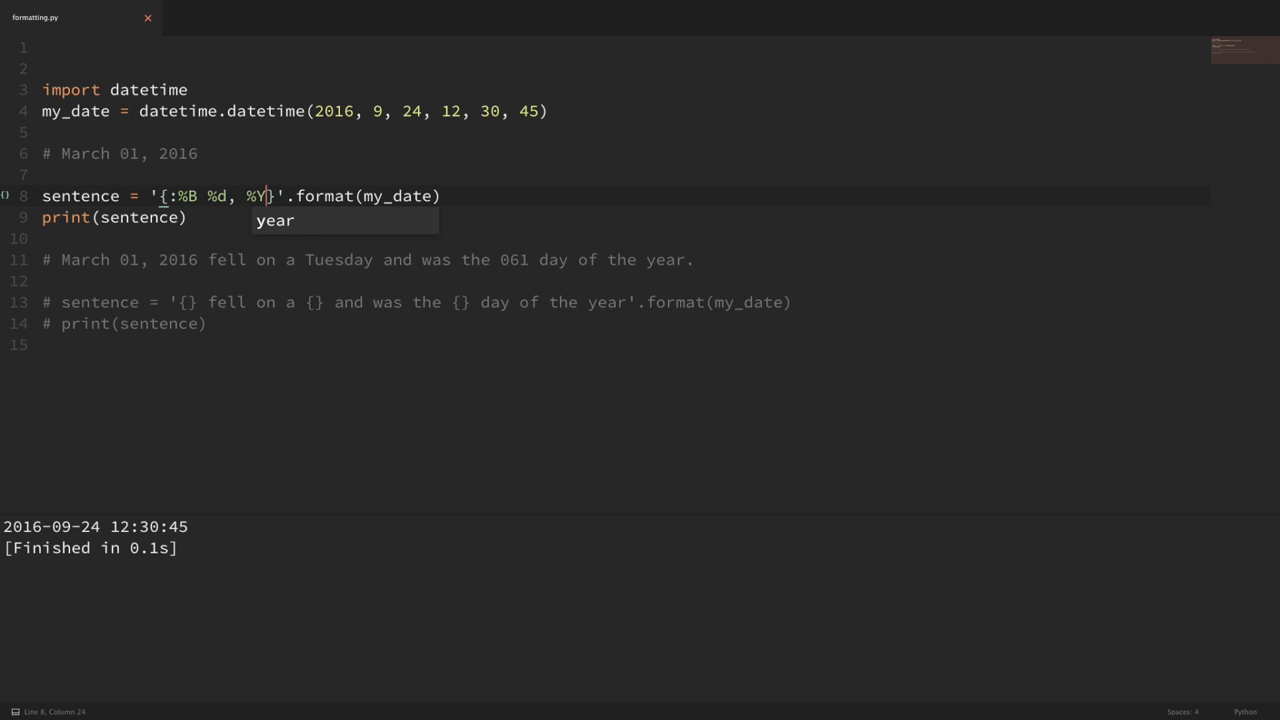 formatting.py
1
2
3 import datetime
4 my_date = datetime.datetime(2016, 9, 24, 12, 30, 45)
5
6 # March 01, 2016
7
{} 8 sentence = '{:%B %d, %Y}'.format(my_date)
9 print(sentence)
year
10
11 # March 01, 2016 fell on a Tuesday and was the 061 day of the year.
12
13 # sentence = '{} fell on a {} and was the {} day of the year'.format(my_date)
14 # print(sentence)
15
2016-09-24 12:30:45
[Finished in 0.1s]
Line 8, Column 24 Spaces: 4 Python